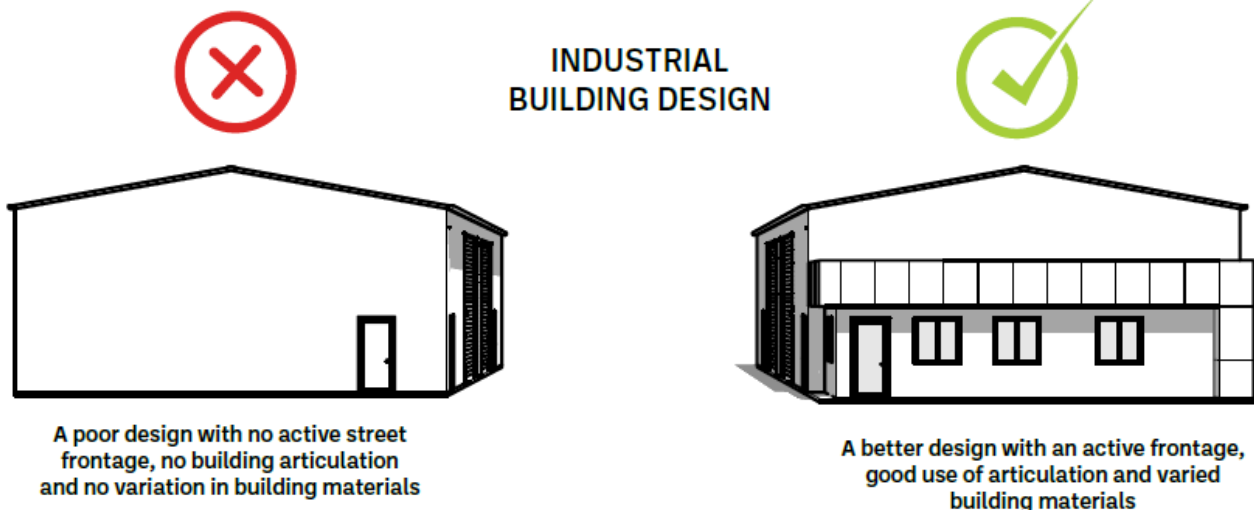 INDUSTRIAL
BUILDING DESIGN
A poor design with no active street
frontage, no building articulation
and no variation in building materials
A better design with an active frontage,
good use of articulation and varied
building materials